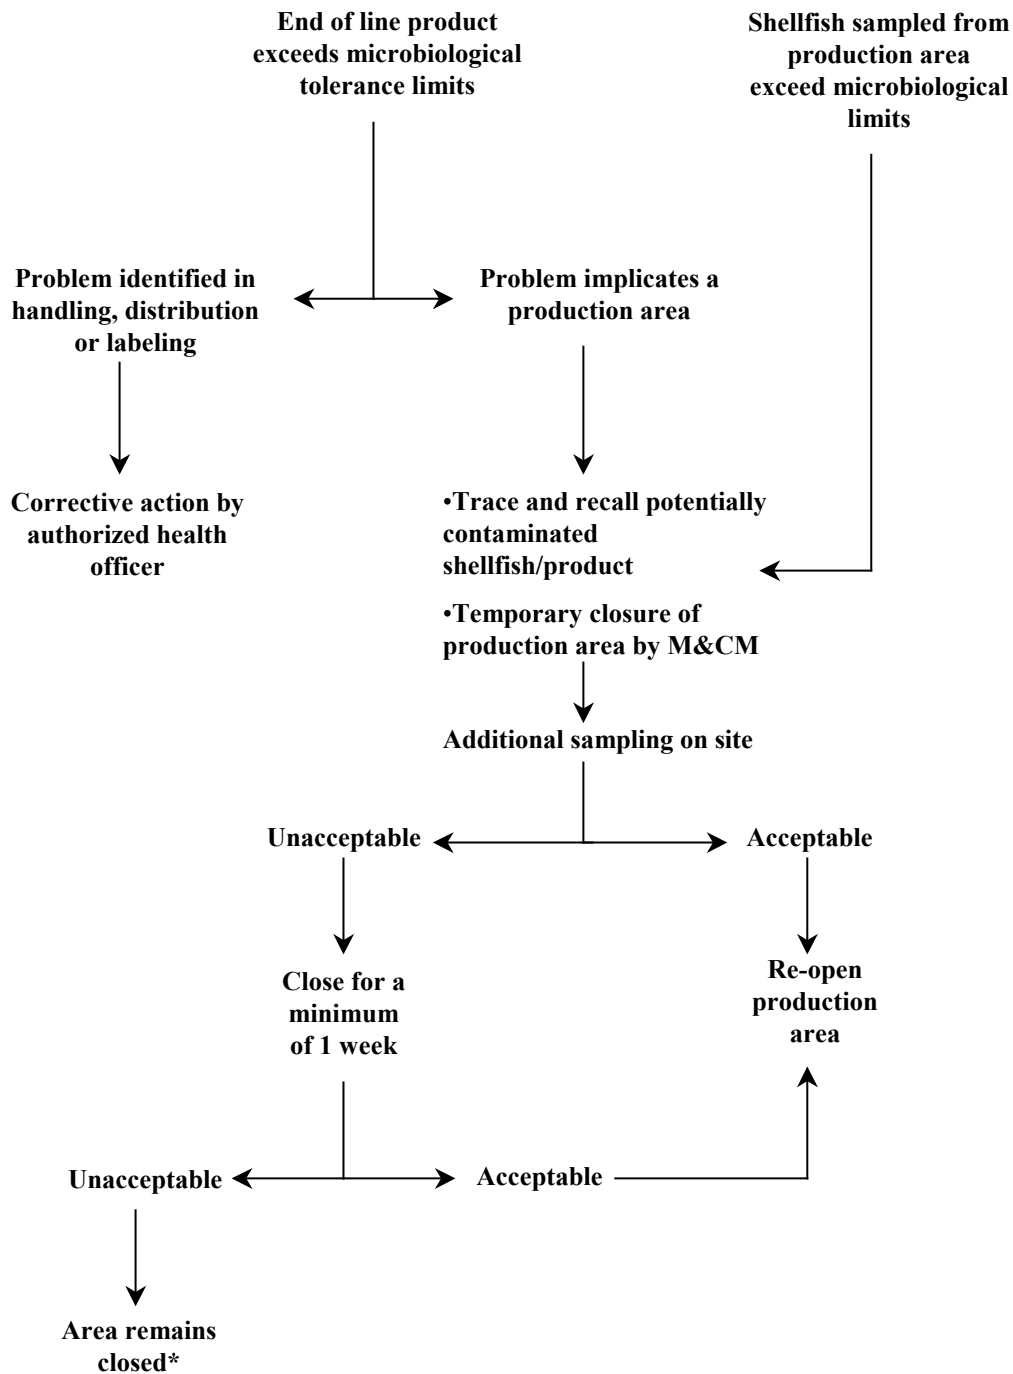 End of line product
exceeds microbiological
tolerance limits
Shellfish sampled from
production area
exceed microbiological
limits
Problem identified in
handling, distribution
or labeling
Problem implicates a
production area
Corrective action by
authorized health
officer
•Trace and recall potentially
contaminated
shellfish/product
•Temporary closure of
production area by M&CM
Additional sampling on site
Unacceptable
Acceptable
Close for a
minimum
of 1 week
Re-open
production
area
Unacceptable
Acceptable
Area remains
closed*